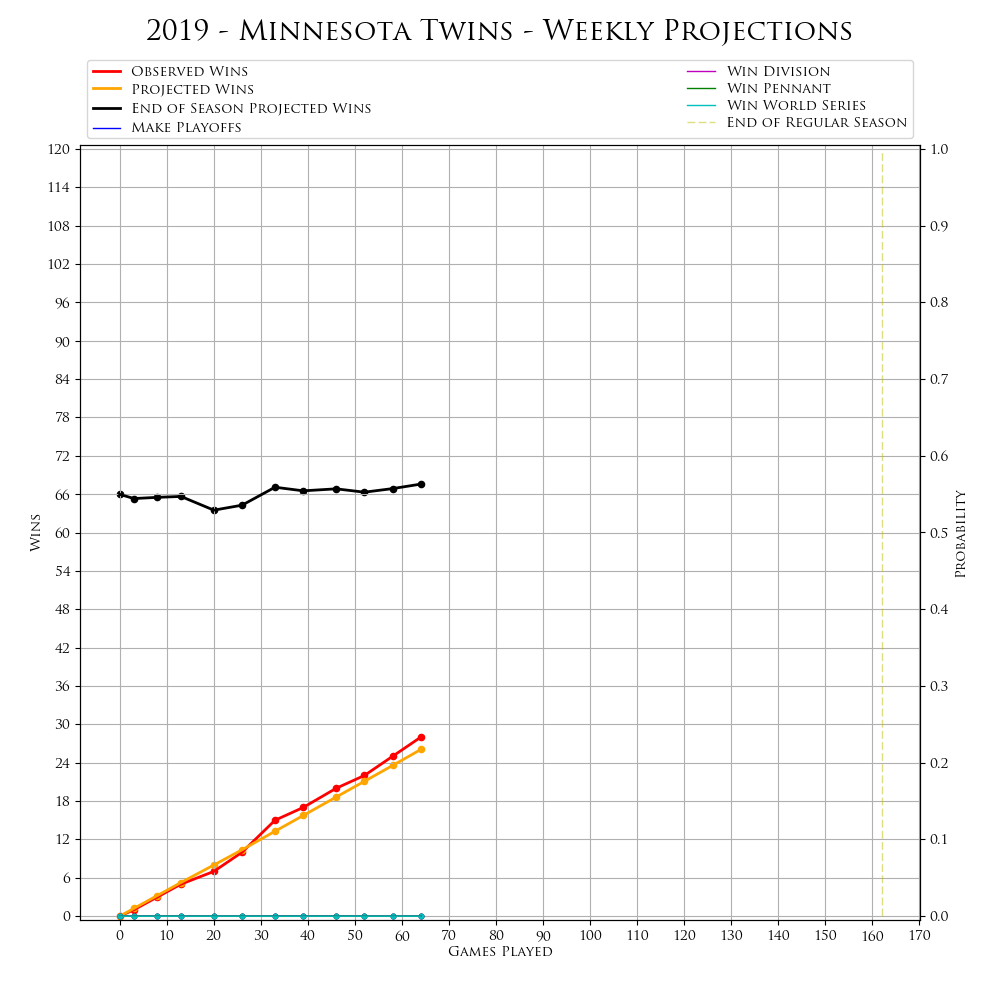 2019 - Minnesota Twins - Weekly Projections
Observed Wins
Projected Wins
End of Season Projected Wins
Make Playoffs
Win Division
Win Pennant
Win World Series
End of Regular Season
120
114
108
102
96
90
84
78
72
66
60
54
48
42
36
30
24
18
12
6
0
Wins
1.0
0.9
0.8
0.7
0.6
0.5
0.4
0.3
0.2
0.1
0.0
Probability
0 10 20 30 40 50 60 70 80 90 100 110 120 130 140 150 160 170
Games Played